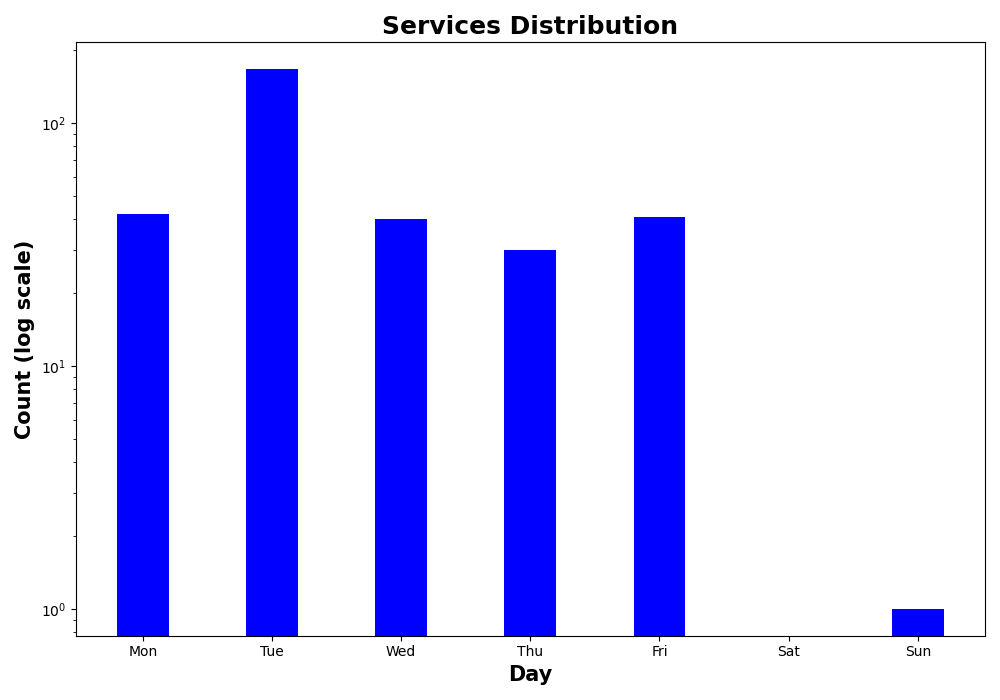 Services Distribution
Count (log scale)
10²
10¹
10⁰
Mon Tue Wed Thu Fri Sat Sun
Day